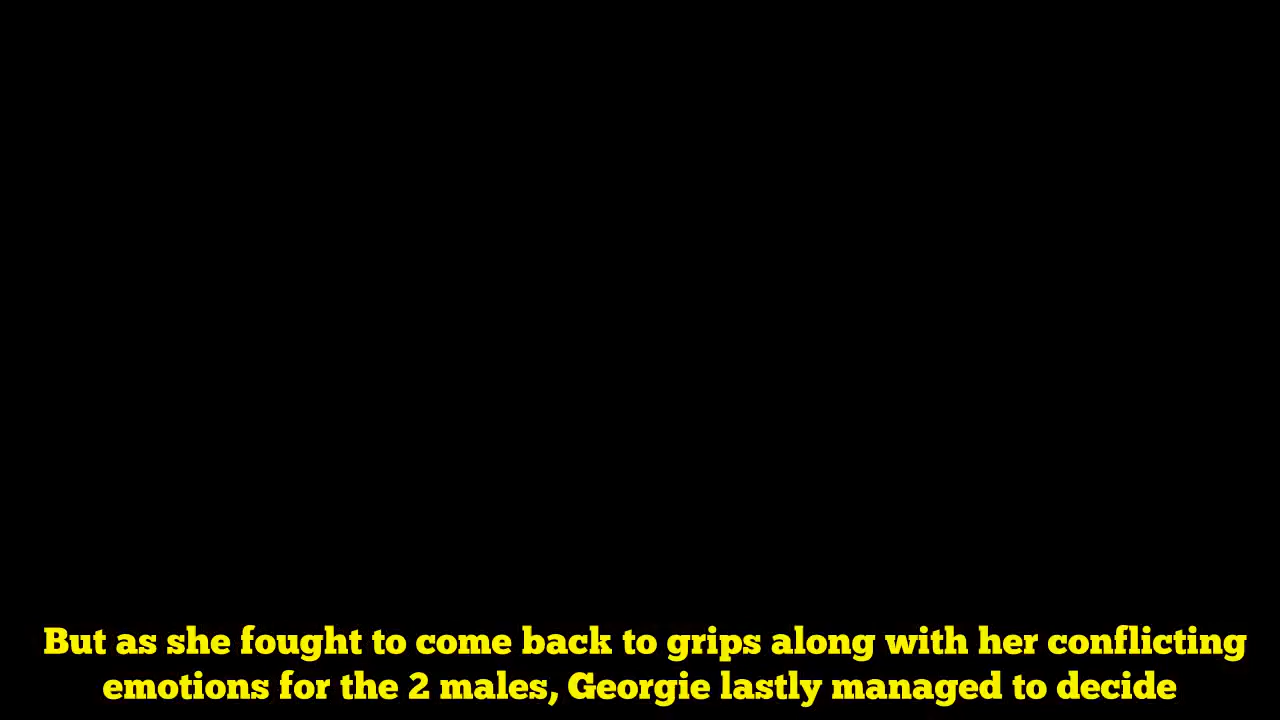 But as she fought to come back to grips along with her conflicting
emotions for the 2 males, Georgie lastly managed to decide